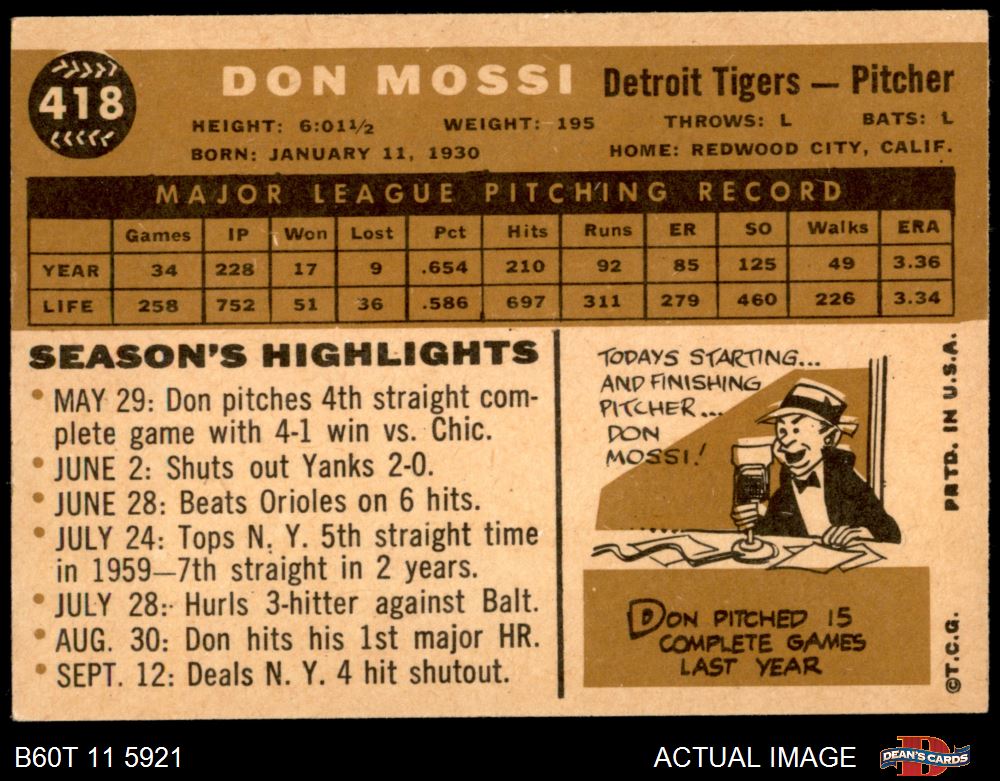 418
DON MOSSI Detroit Tigers — Pitcher
HEIGHT: 6:01½ WEIGHT: 195 THROWS: L BATS: L
BORN: JANUARY 11, 1930 HOME: REDWOOD CITY, CALIF.
MAJOR LEAGUE PITCHING RECORD
Games IP Won Lost Pct Hits Runs ER SO Walks ERA
YEAR 34 228 17 9 .654 210 92 85 125 49 3.36
LIFE 258 752 51 36 .586 697 311 279 460 226 3.34
SEASON'S HIGHLIGHTS
• MAY 29: Don pitches 4th straight com-
plete game with 4-1 win vs. Chic.
• JUNE 2: Shuts out Yanks 2-0.
• JUNE 28: Beats Orioles on 6 hits.
• JULY 24: Tops N. Y. 5th straight time
in 1959—7th straight in 2 years.
• JULY 28: Hurls 3-hitter against Balt.
• AUG. 30: Don hits his 1st major HR.
• SEPT. 12: Deals N. Y. 4 hit shutout.
TODAYS STARTING...
AND FINISHING
PITCHER...
DON
MOSSI!
DON PITCHED 15
COMPLETE GAMES
LAST YEAR
©T.C.G. PRTD. IN U.S.A.
B60T 11 5921 ACTUAL IMAGE DEAN'S CARDS